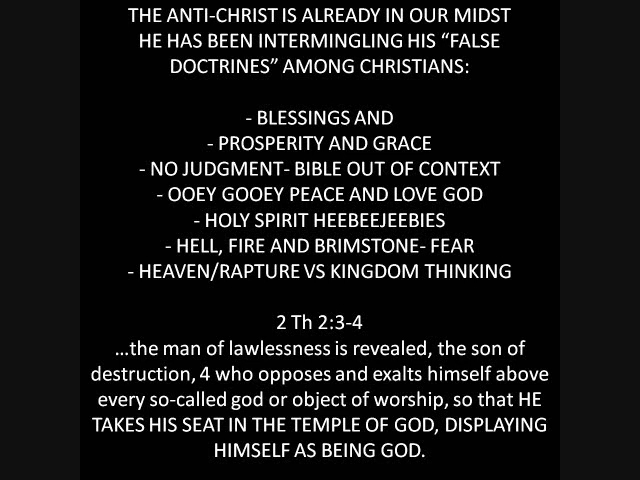 THE ANTI-CHRIST IS ALREADY IN OUR MIDST
HE HAS BEEN INTERMINGLING HIS “FALSE
DOCTRINES” AMONG CHRISTIANS:
- BLESSINGS AND
- PROSPERITY AND GRACE
- NO JUDGMENT- BIBLE OUT OF CONTEXT
- OOEY GOOEY PEACE AND LOVE GOD
- HOLY SPIRIT HEEBEEJEEBIES
- HELL, FIRE AND BRIMSTONE- FEAR
- HEAVEN/RAPTURE VS KINGDOM THINKING
2 Th 2:3-4
…the man of lawlessness is revealed, the son of
destruction, 4 who opposes and exalts himself above
every so-called god or object of worship, so that HE
TAKES HIS SEAT IN THE TEMPLE OF GOD, DISPLAYING
HIMSELF AS BEING GOD.